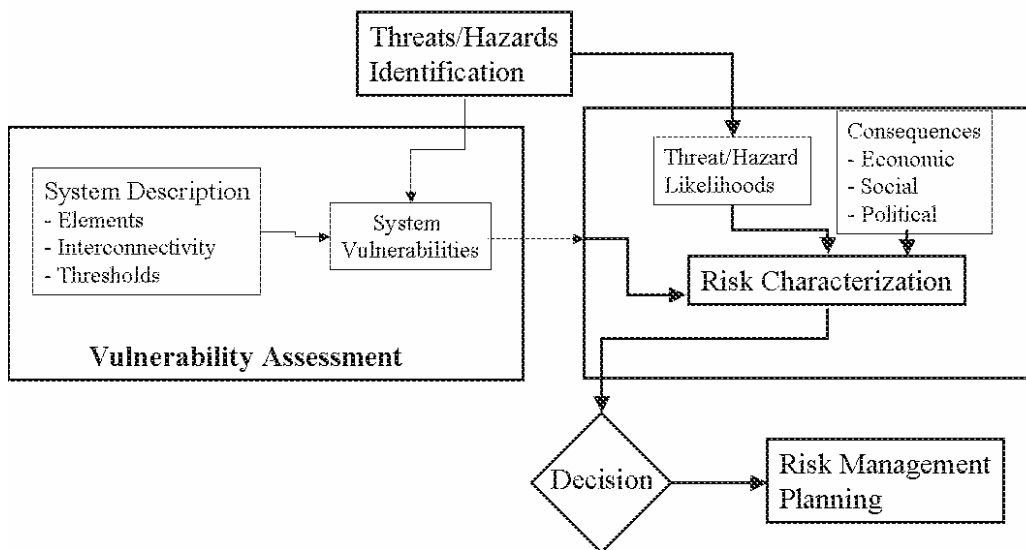 Threats/Hazards
Identification
System Description
- Elements
- Interconnectivity
- Thresholds
System
Vulnerabilities
Vulnerability Assessment
Threat/Hazard
Likelihoods
Consequences
- Economic
- Social
- Political
Risk Characterization
Decision
Risk Management
Planning